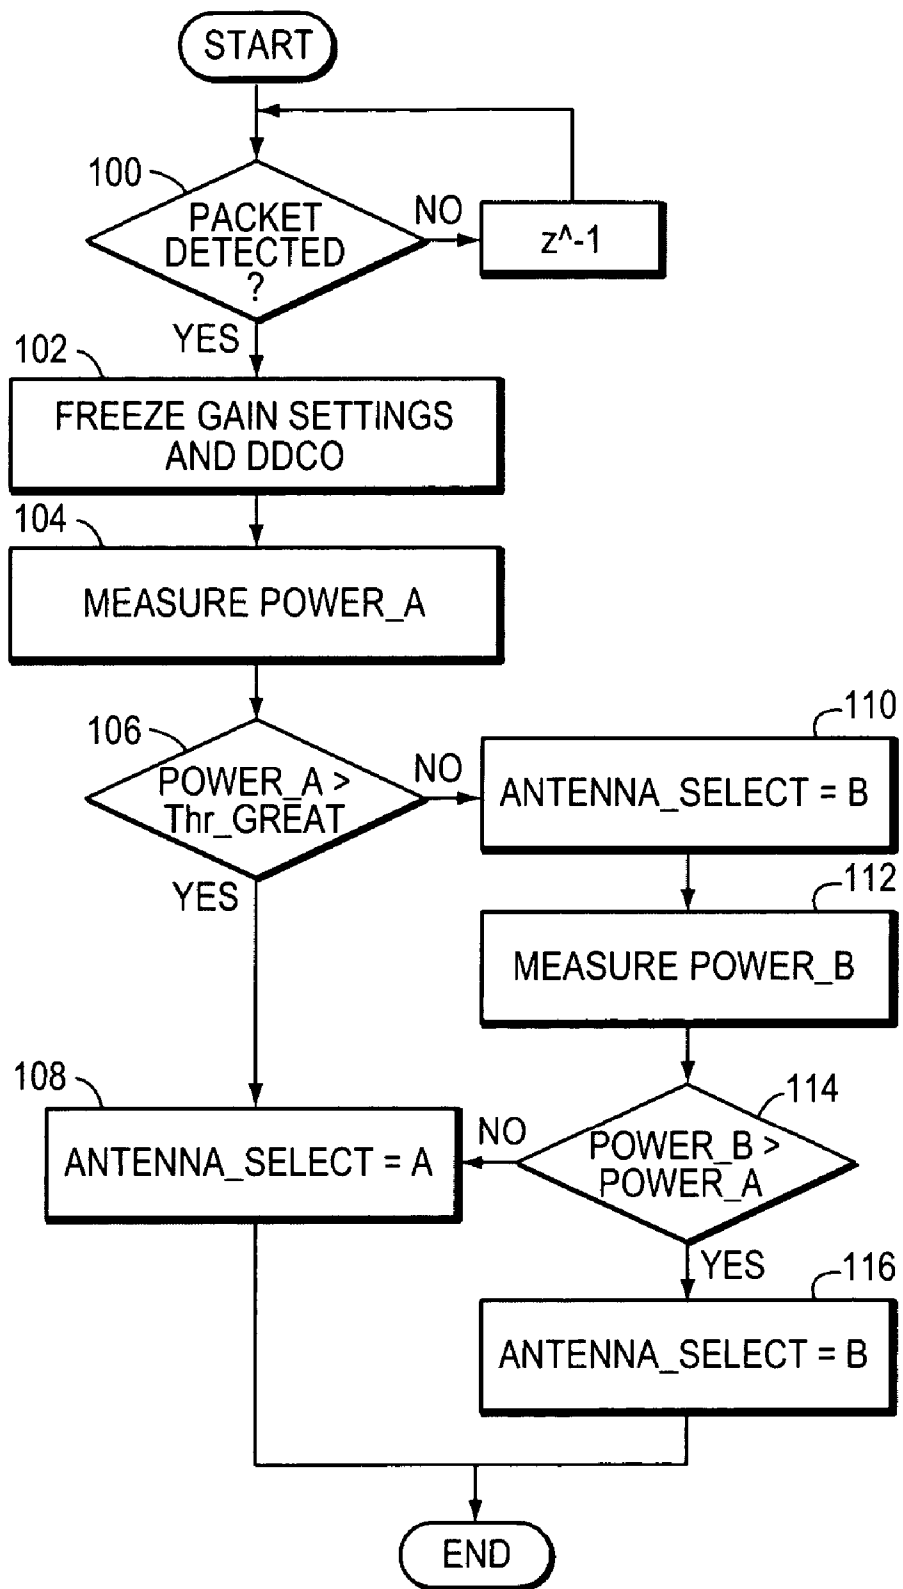 START
100
PACKET
DETECTED
?
NO
z^-1
YES
102
FREEZE GAIN SETTINGS
AND DDCO
104
MEASURE POWER_A
106
POWER_A >
Thr_GREAT
NO
110
ANTENNA_SELECT = B
YES
112
MEASURE POWER_B
108
ANTENNA_SELECT = A
NO
114
POWER_B >
POWER_A
YES
116
ANTENNA_SELECT = B
END